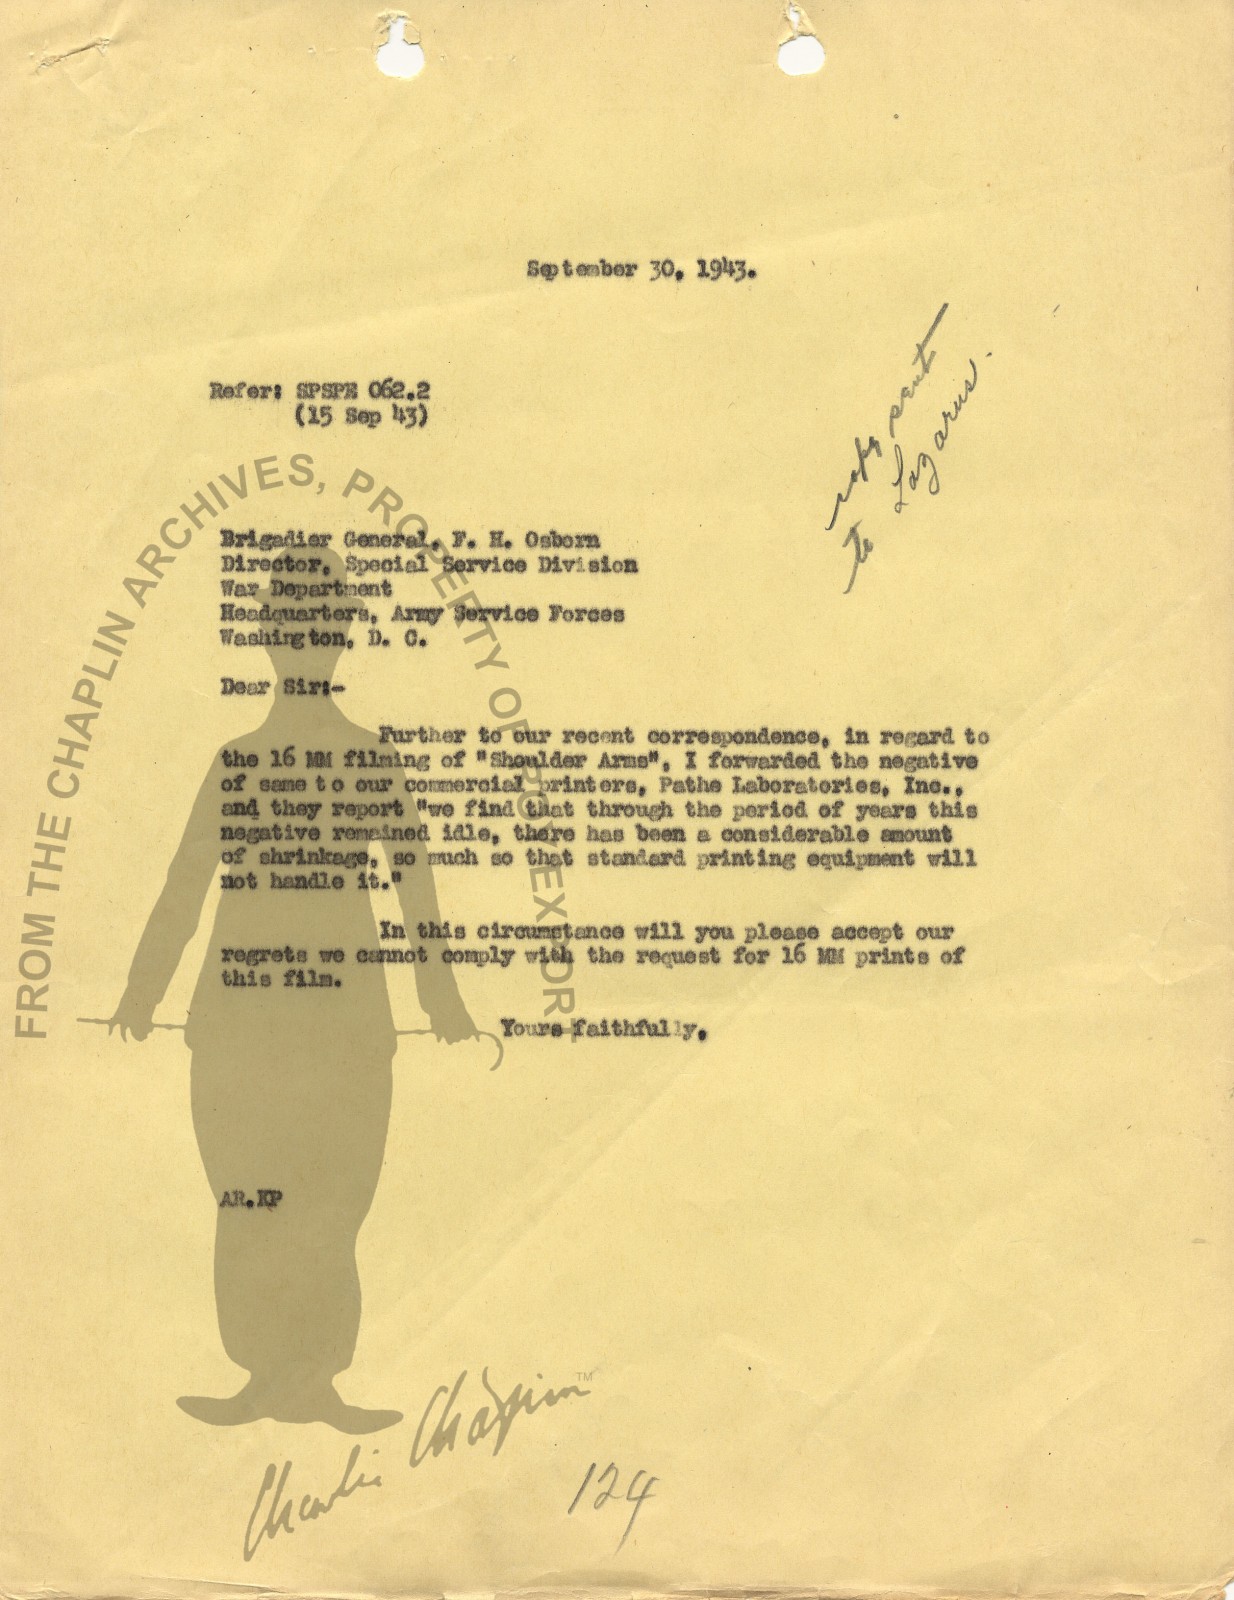 September 30, 1943.
copy sent
to Lazarus.
Refer: SPSPE 062.2
(15 Sep 43)
Brigadier General, F. H. Osborn
Director, Special Service Division
War Department
Headquarters, Army Service Forces
Washington, D. C.
Dear Sir:-
Further to our recent correspondence, in regard to
the 16 MM filming of "Shoulder Arms", I forwarded the negative
of same to our commercial printers, Pathe Laboratories, Inc.,
and they report "we find that through the period of years this
negative remained idle, there has been a considerable amount
of shrinkage, so much so that standard printing equipment will
not handle it."
In this circumstance will you please accept our
regrets we cannot comply with the request for 16 MM prints of
this film.
Yours faithfully,
AR.KP
FROM THE CHAPLIN ARCHIVES, PROPERTY OF ROY EXPORT
Charlie Chaplin™
124